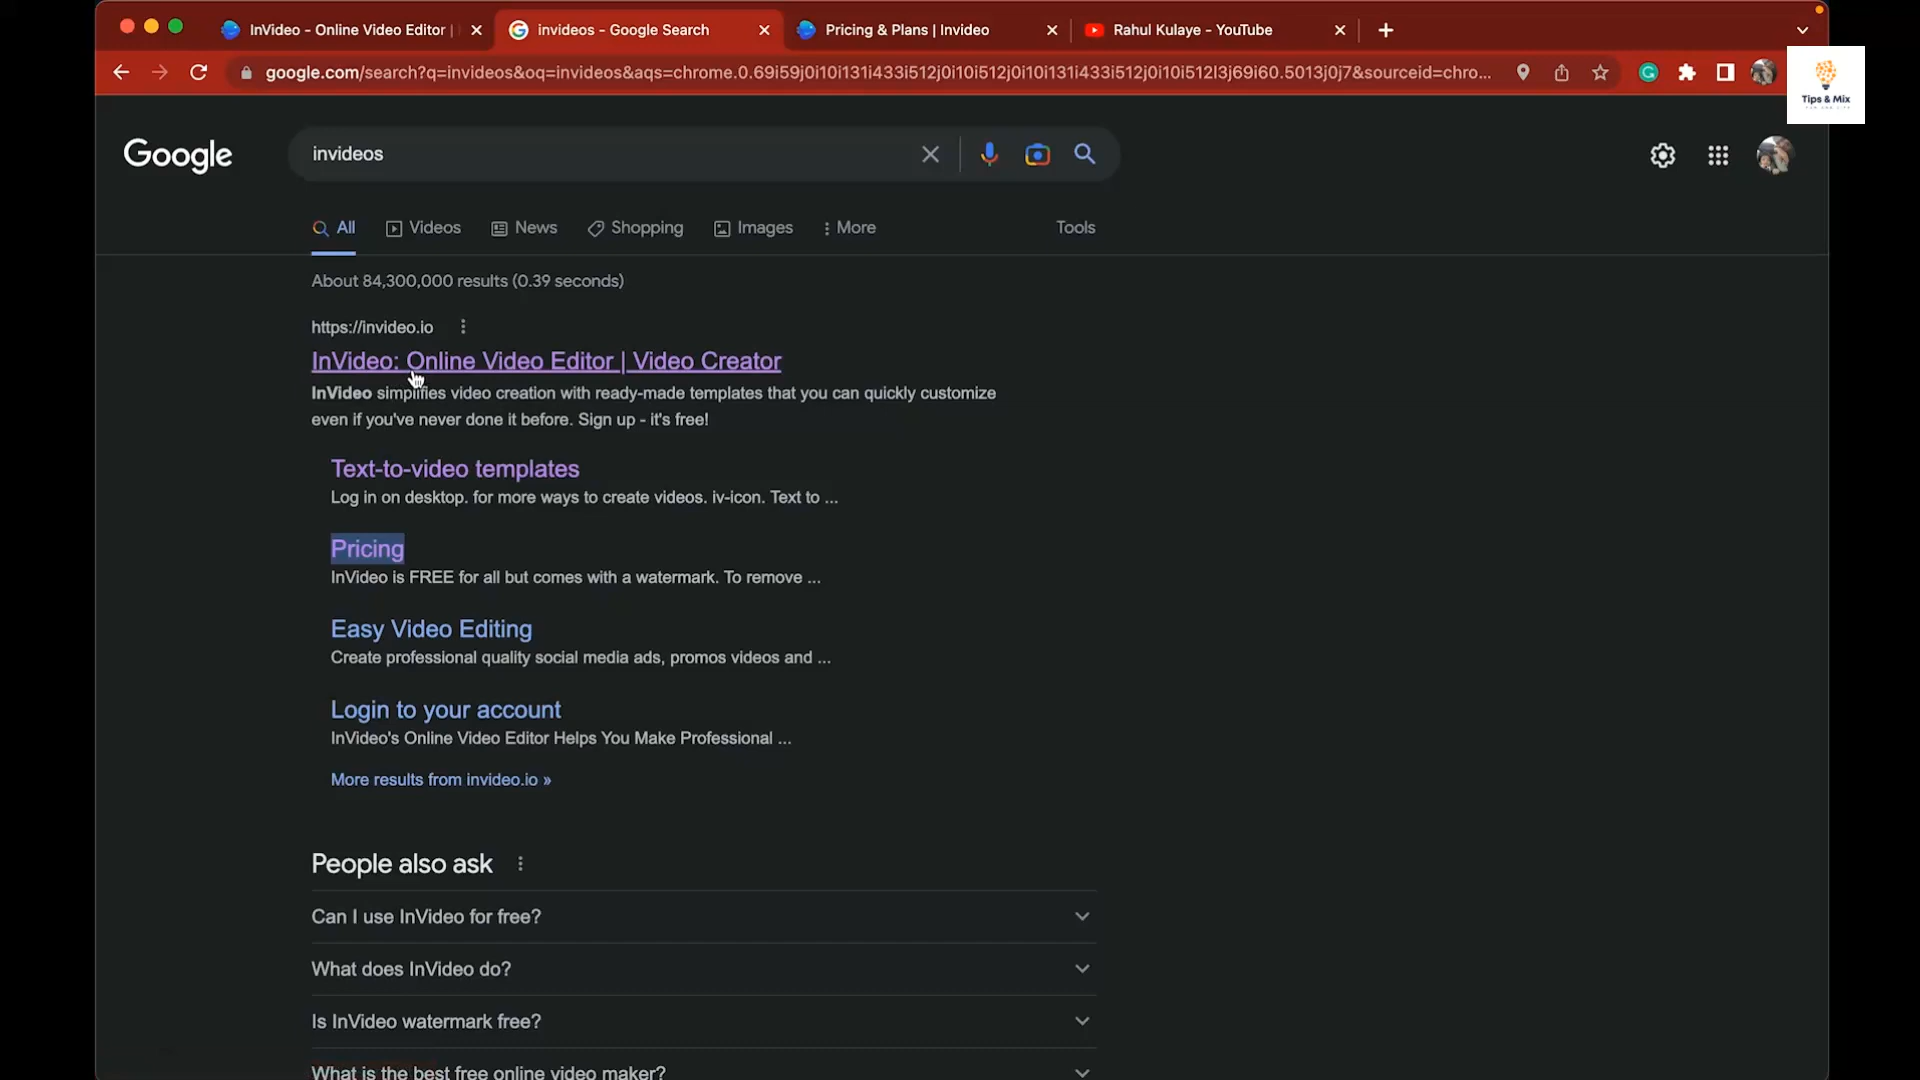 InVideo - Online Video Editor |
invideos - Google Search
Pricing & Plans | Invideo
Rahul Kulaye - YouTube
google.com/search?q=invideos&oq=invideos&aqs=chrome.0.69i59j0i10i131i433i512j0i10i512j0i10i131i433i512j0i10i512l3j69i60.5013j0j7&sourceid=chro...
Tips & Mix
Google
invideos
All
Videos
News
Shopping
Images
More
Tools
About 84,300,000 results (0.39 seconds)
https://invideo.io
InVideo: Online Video Editor | Video Creator
InVideo simplifies video creation with ready-made templates that you can quickly customize
even if you've never done it before. Sign up - it's free!
Text-to-video templates
Log in on desktop. for more ways to create videos. iv-icon. Text to ...
Pricing
InVideo is FREE for all but comes with a watermark. To remove ...
Easy Video Editing
Create professional quality social media ads, promos videos and ...
Login to your account
InVideo's Online Video Editor Helps You Make Professional ...
More results from invideo.io »
People also ask
Can I use InVideo for free?
What does InVideo do?
Is InVideo watermark free?
What is the best free online video maker?